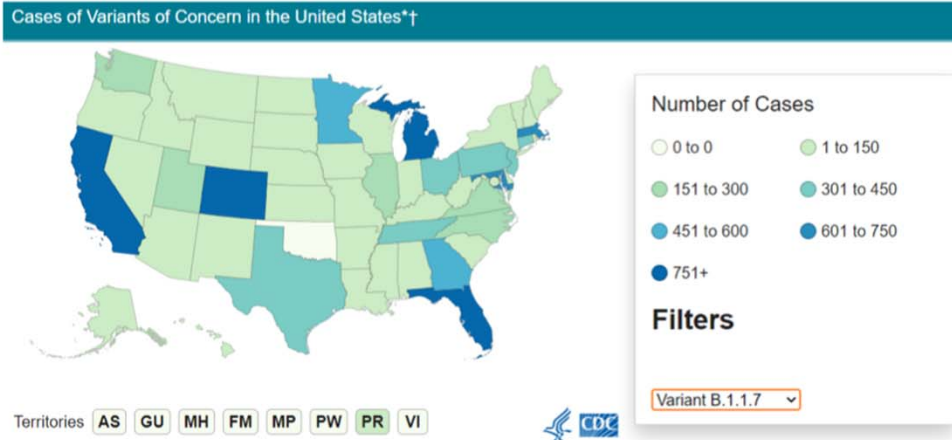 Cases of Variants of Concern in the United States*†
Number of Cases
0 to 0
1 to 150
151 to 300
301 to 450
451 to 600
601 to 750
751+
Filters
Variant B.1.1.7
Territories AS GU MH FM MP PW PR VI
CDC